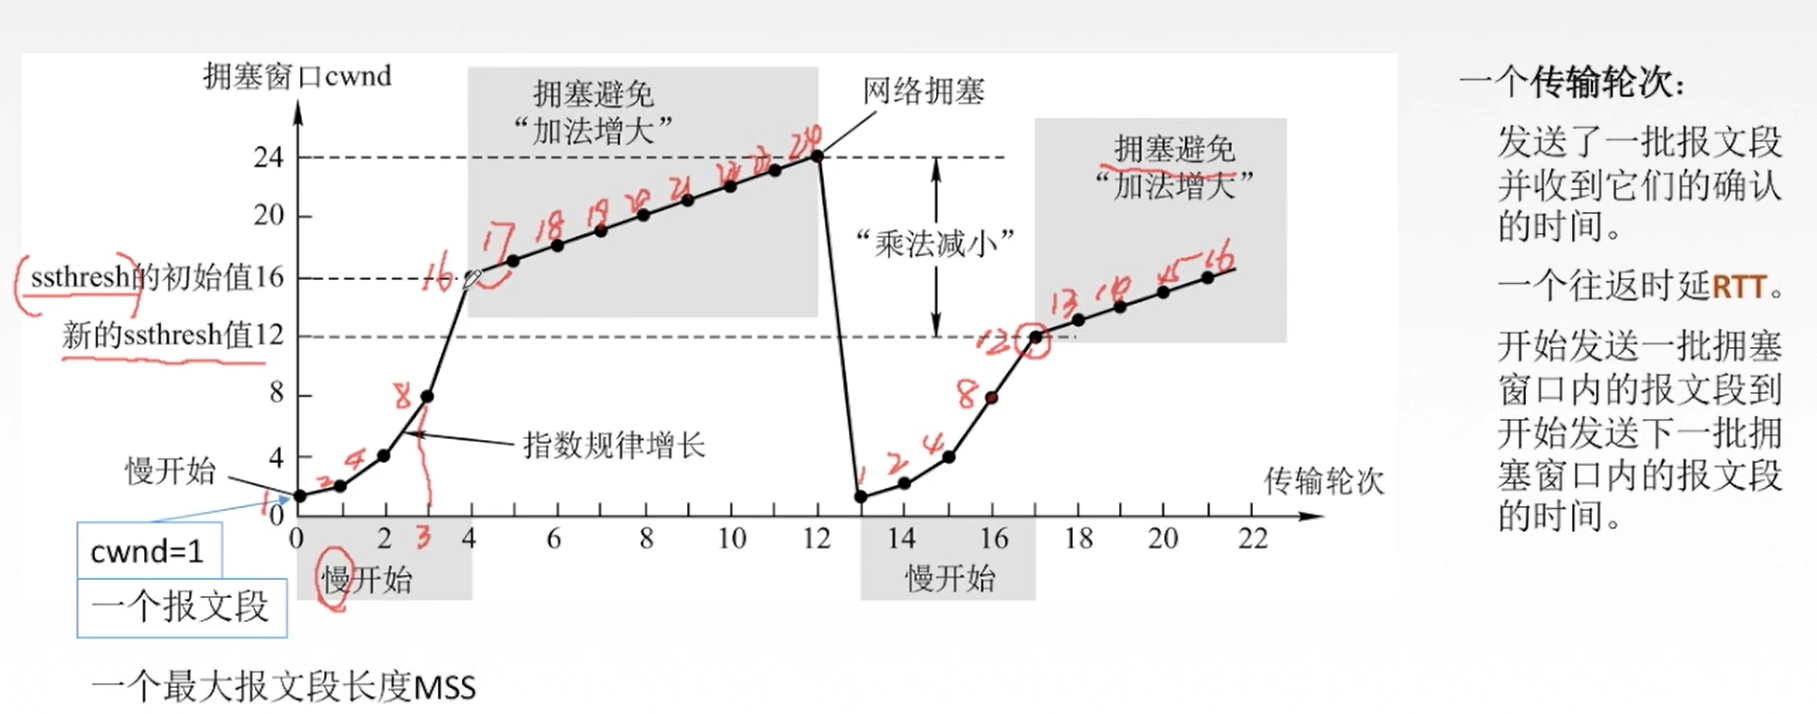 拥塞窗口cwnd
拥塞避免
“加法增大”
网络拥塞
24
20
ssthresh的初始值16
新的ssthresh值12
8
4
0
“乘法减小”
拥塞避免
“加法增大”
指数规律增长
慢开始
传输轮次
0 2 4 6 8 10 12 14 16 18 20 22
慢开始
慢开始
cwnd=1
一个报文段
一个最大报文段长度MSS
1 2 4 8 16 17 18 19 20 21 22 23 24
3
1 2 4 8 12 13
15 16
一个传输轮次：
发送了一批报文段
并收到它们的确认
的时间。
一个往返时延RTT。
开始发送一批拥塞
窗口内的报文段到
开始发送下一批拥
塞窗口内的报文段
的时间。